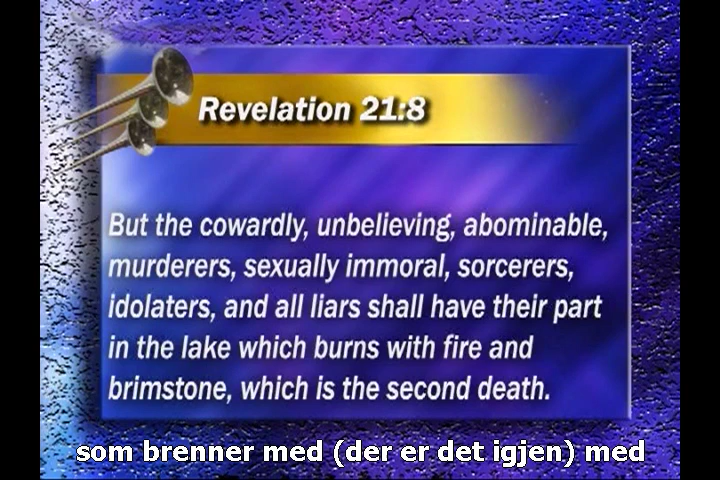 Revelation 21:8
But the cowardly, unbelieving, abominable,
murderers, sexually immoral, sorcerers,
idolaters, and all liars shall have their part
in the lake which burns with fire and
brimstone, which is the second death.
som brenner med (der er det igjen) med